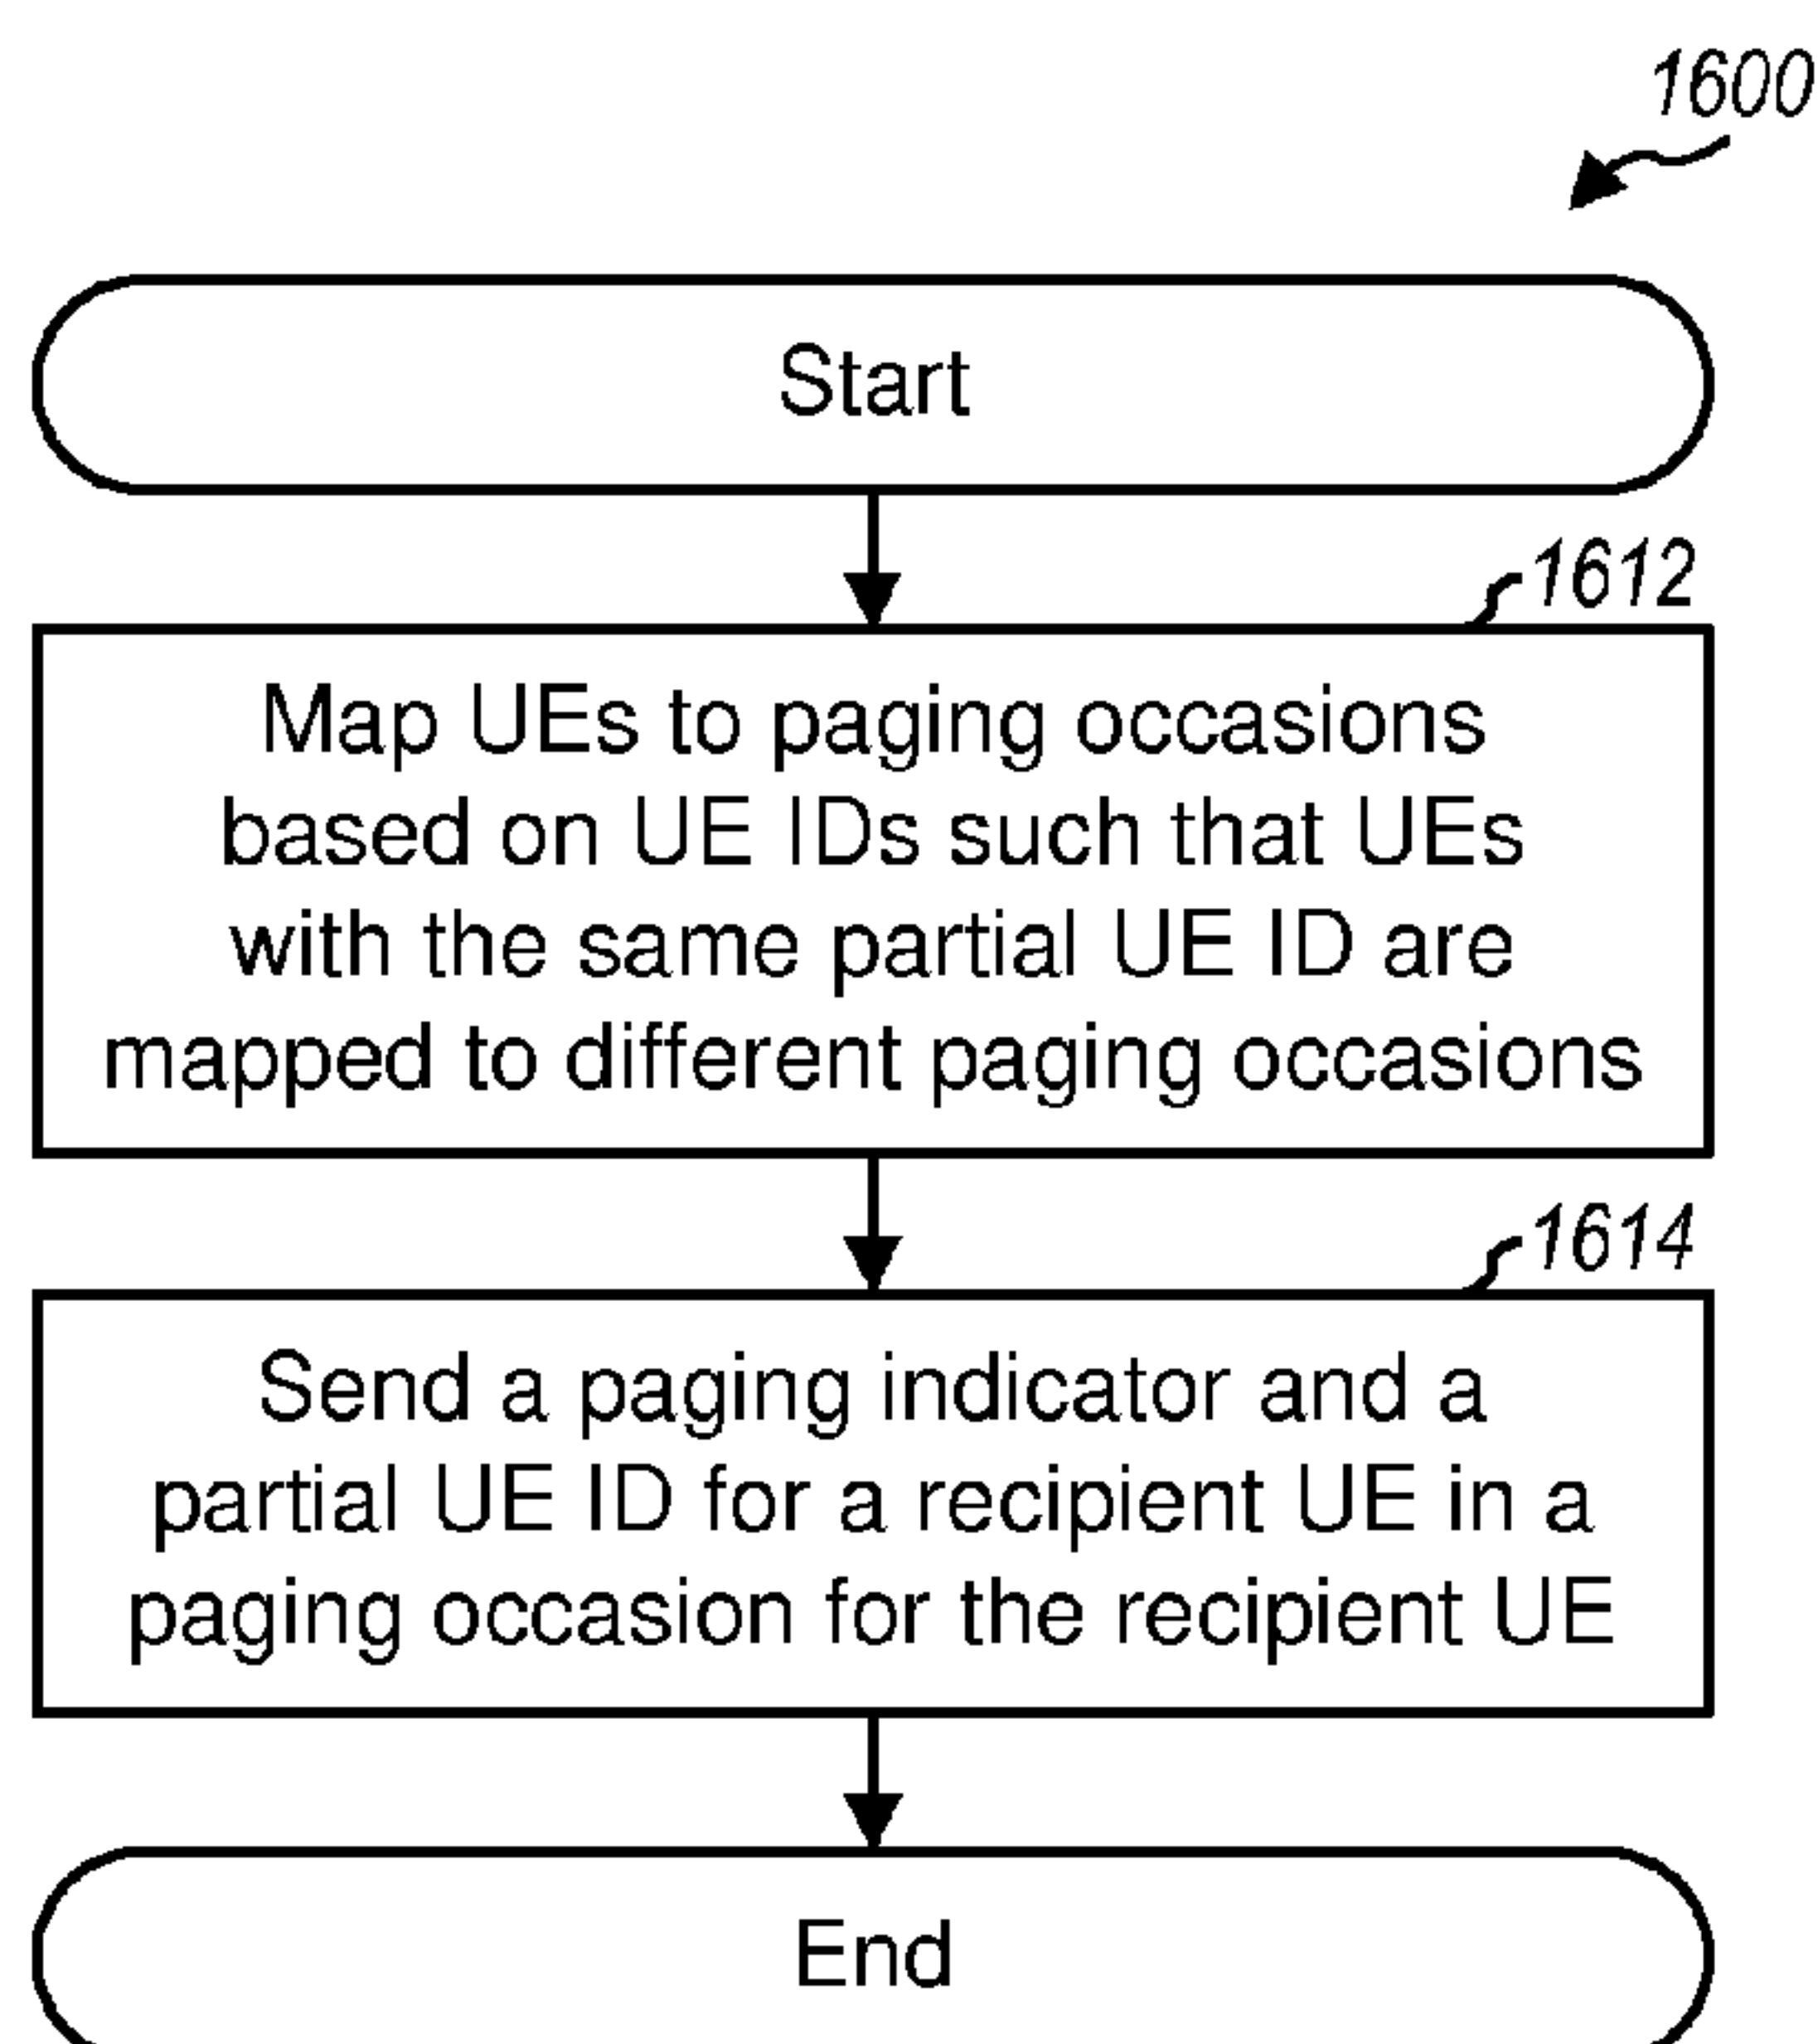 1600
Start
1612
Map UEs to paging occasions
based on UE IDs such that UEs
with the same partial UE ID are
mapped to different paging occasions
1614
Send a paging indicator and a
partial UE ID for a recipient UE in a
paging occasion for the recipient UE
End